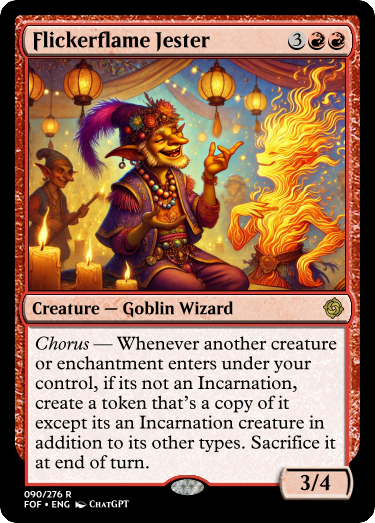 Flickerflame Jester 3
Creature — Goblin Wizard
Chorus — Whenever another creature
or enchantment enters under your
control, if its not an Incarnation,
create a token that's a copy of it
except its an Incarnation creature in
addition to its other types. Sacrifice it
at end of turn.
3/4
090/276 R
FOF • ENG ChatGPT